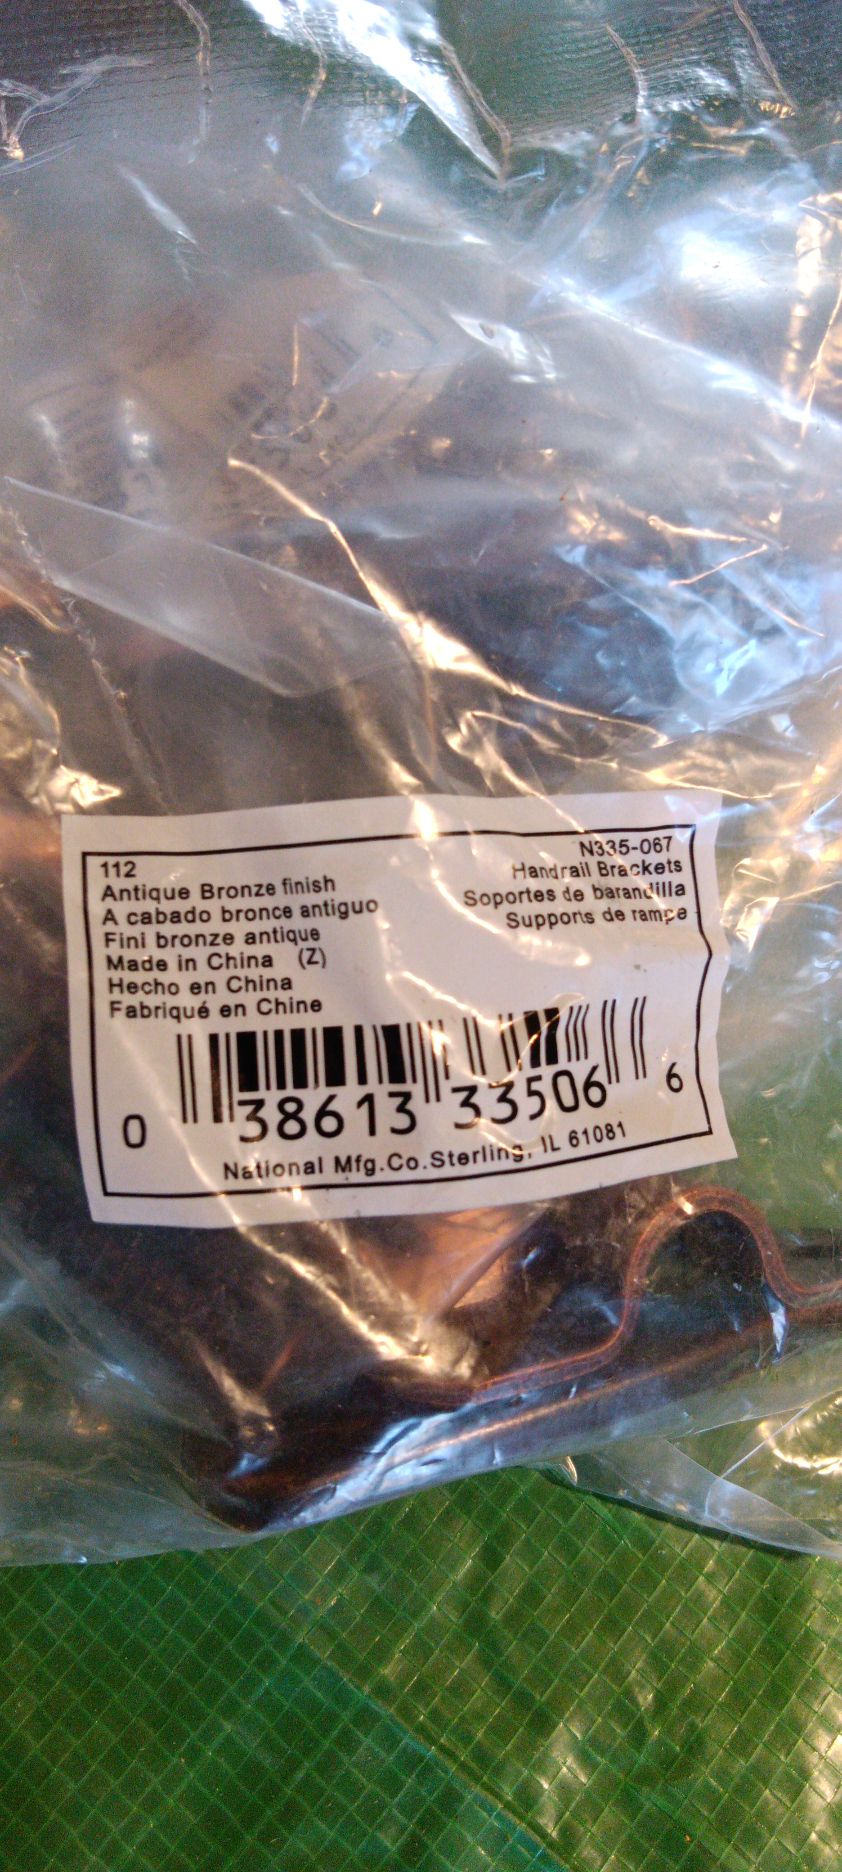 112
Antique Bronze finish
A cabado bronce antiguo
Fini bronze antique
Made in China (Z)
Hecho en China
Fabriqué en Chine
N335-067
Handrail Brackets
Soportes de barandilla
Supports de rampe
0 38613 33506 6
National Mfg.Co.Sterling, IL 61081